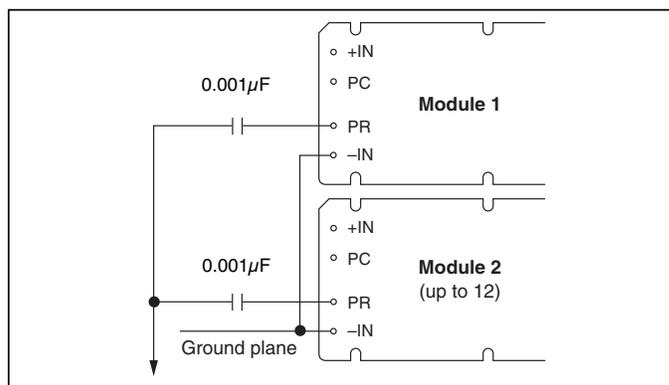 +IN
0.001µF
PC
Module 1
PR
–IN
+IN
0.001µF
PC
Module 2
(up to 12)
PR
–IN
Ground plane